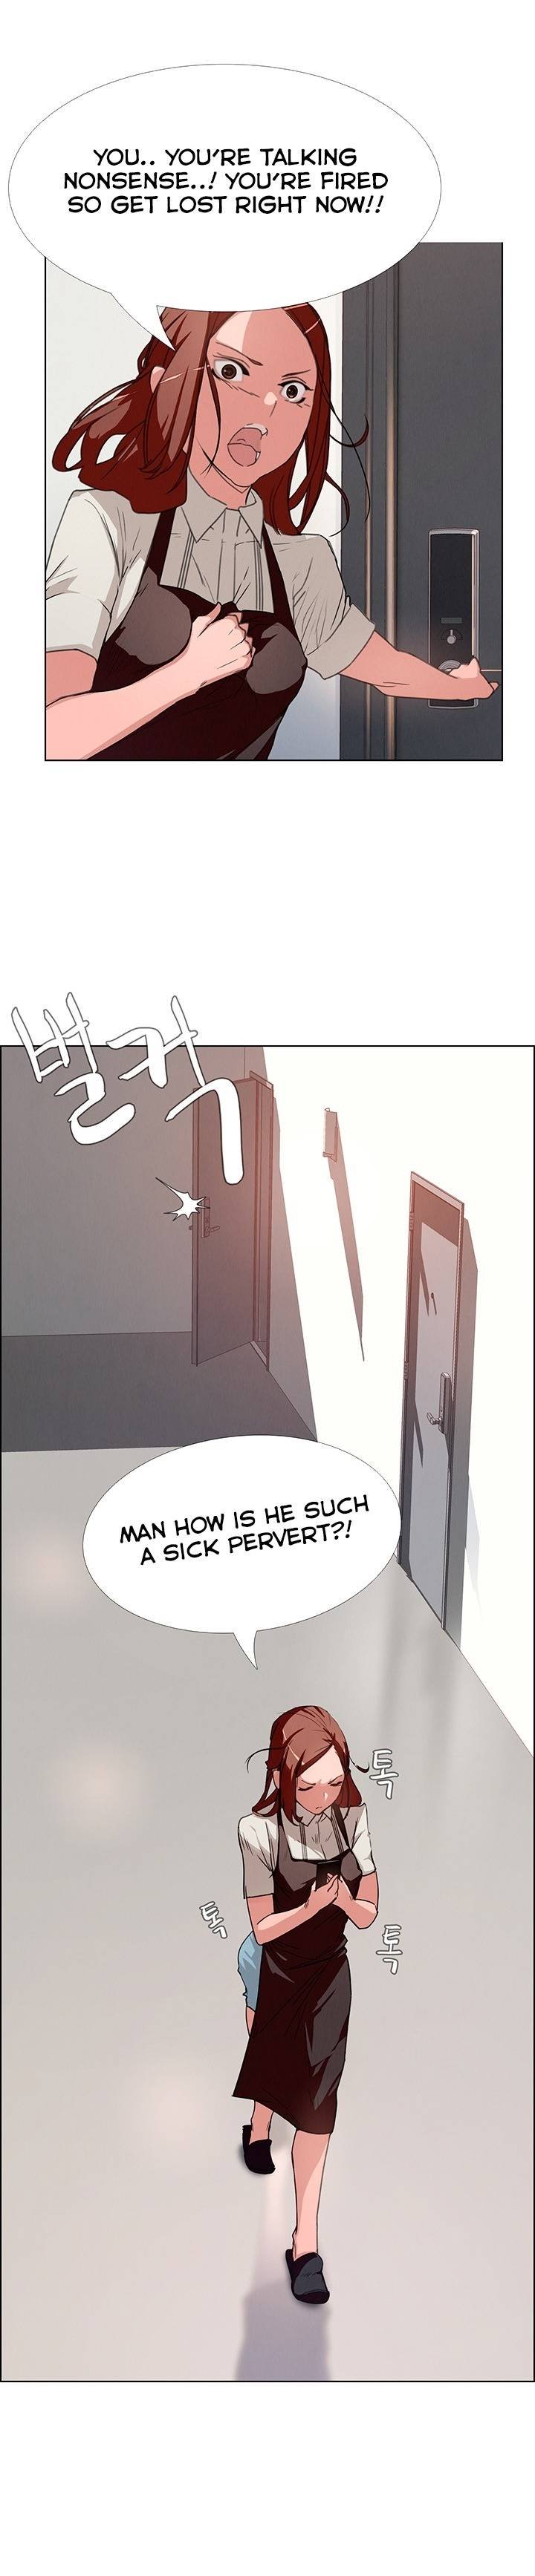 YOU.. YOU'RE TALKING
NONSENSE..! YOU'RE FIRED
SO GET LOST RIGHT NOW!!
벌컥
MAN HOW IS HE SUCH
A SICK PERVERT?!
톡
톡
톡